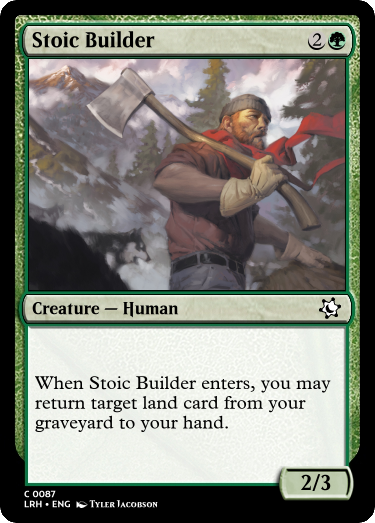 Stoic Builder 2
Creature — Human
When Stoic Builder enters, you may
return target land card from your
graveyard to your hand.
2/3
C 0087
LRH • ENG Tyler Jacobson